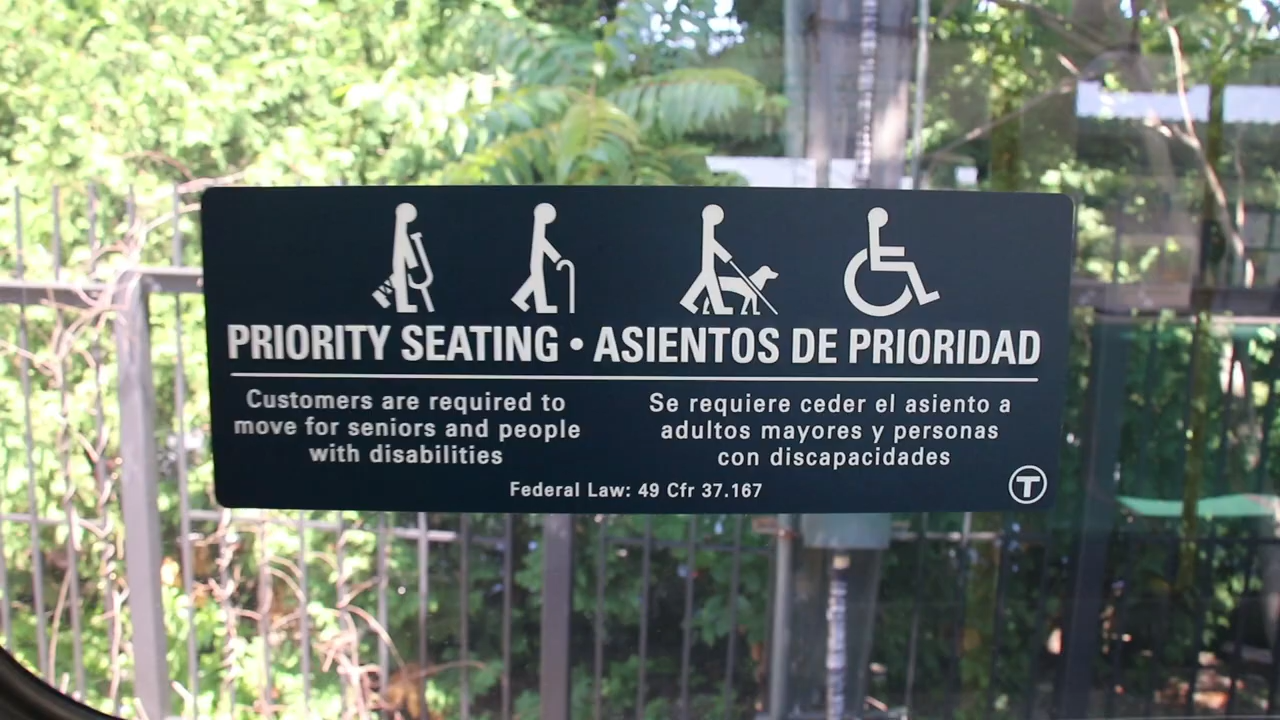 PRIORITY SEATING • ASIENTOS DE PRIORIDAD
Customers are required to
move for seniors and people
with disabilities
Se requiere ceder el asiento a
adultos mayores y personas
con discapacidades
Federal Law: 49 Cfr 37.167
T